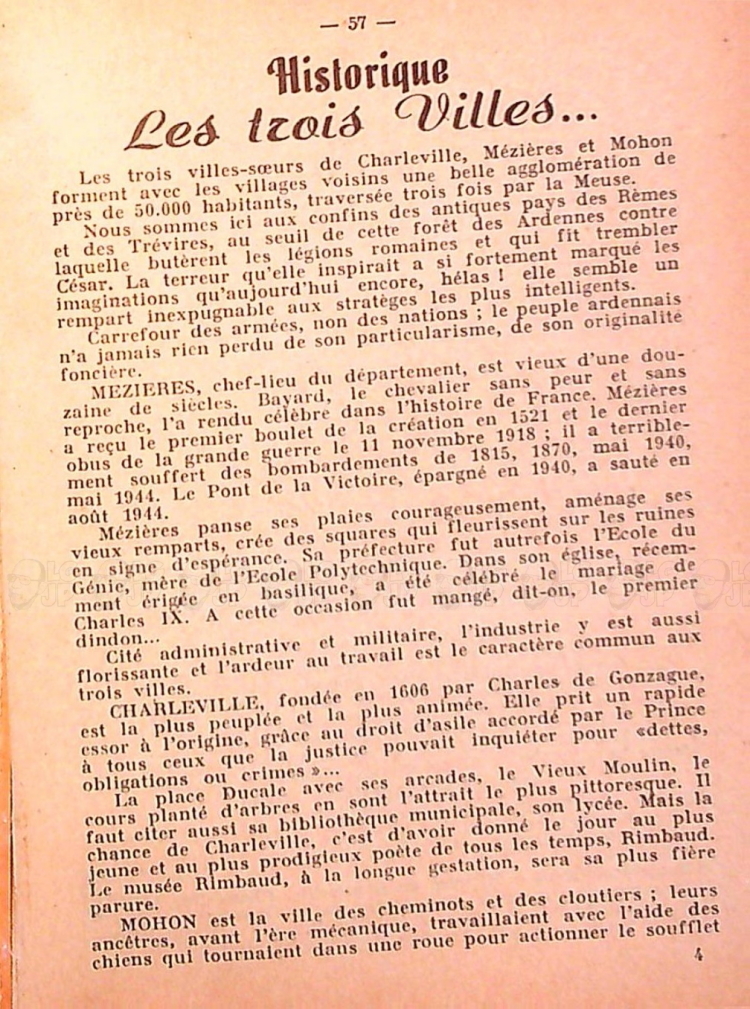 — 57 —
Historique
Les trois Villes...
Les trois villes-sœurs de Charleville, Mézières et Mohon
forment avec les villages voisins une belle agglomération de
près de 50.000 habitants, traversée trois fois par la Meuse.
Nous sommes ici aux confins des antiques pays des Rèmes
et des Trévires, au seuil de cette forêt des Ardennes contre
laquelle butèrent les légions romaines et qui fit trembler
César. La terreur qu'elle inspirait a si fortement marqué les
imaginations qu'aujourd'hui encore, hélas ! elle semble un
rempart inexpugnable aux stratèges les plus intelligents.
Carrefour des armées, non des nations ; le peuple ardennais
n'a jamais rien perdu de son particularisme, de son originalité
foncière.
MEZIERES, chef-lieu du département, est vieux d'une dou-
zaine de siècles. Bayard, le chevalier sans peur et sans
reproche, l'a rendu célèbre dans l'histoire de France. Mézières
a reçu le premier boulet de la création en 1521 et le dernier
obus de la grande guerre le 11 novembre 1918 ; il a terrible-
ment souffert des bombardements de 1815, 1870, mai 1940,
mai 1944. Le Pont de la Victoire, épargné en 1940, a sauté en
août 1944.
Mézières panse ses plaies courageusement, aménage ses
vieux remparts, crée des squares qui fleurissent sur les ruines
en signe d'espérance. Sa préfecture fut autrefois l'Ecole du
Génie, mère de l'Ecole Polytechnique. Dans son église, récem-
ment érigée en basilique, a été célébré le mariage de
Charles IX. A cette occasion fut mangé, dit-on, le premier
dindon...
Cité administrative et militaire, l'industrie y est aussi
florissante et l'ardeur au travail est le caractère commun aux
trois villes.
CHARLEVILLE, fondée en 1606 par Charles de Gonzague,
est la plus peuplée et la plus animée. Elle prit un rapide
essor à l'origine, grâce au droit d'asile accordé par le Prince
à tous ceux que la justice pouvait inquiéter pour «dettes,
obligations ou crimes »...
La place Ducale avec ses arcades, le Vieux Moulin, le
cours planté d'arbres en sont l'attrait le plus pittoresque. Il
faut citer aussi sa bibliothèque municipale, son lycée. Mais la
chance de Charleville, c'est d'avoir donné le jour au plus
jeune et au plus prodigieux poète de tous les temps, Rimbaud.
Le musée Rimbaud, à la longue gestation, sera sa plus fière
parure.
MOHON est la ville des cheminots et des cloutiers ; leurs
ancêtres, avant l'ère mécanique, travaillaient avec l'aide des
chiens qui tournaient dans une roue pour actionner le soufflet
4